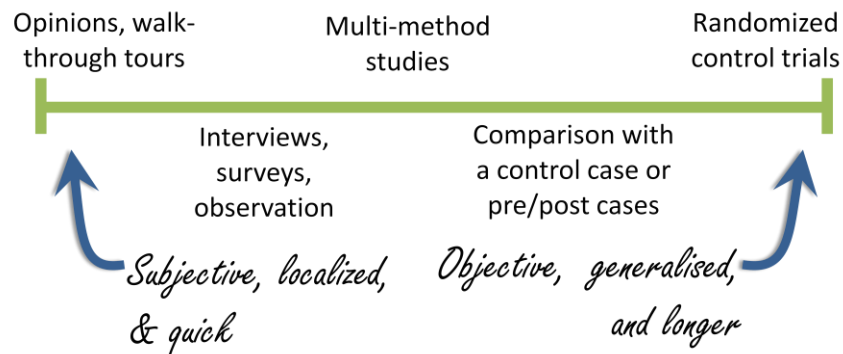 Opinions, walk-
through tours
Multi-method
studies
Randomized
control trials
Interviews,
surveys,
observation
Comparison with
a control case or
pre/post cases
Subjective, localized,
& quick
Objective, generalised,
and longer